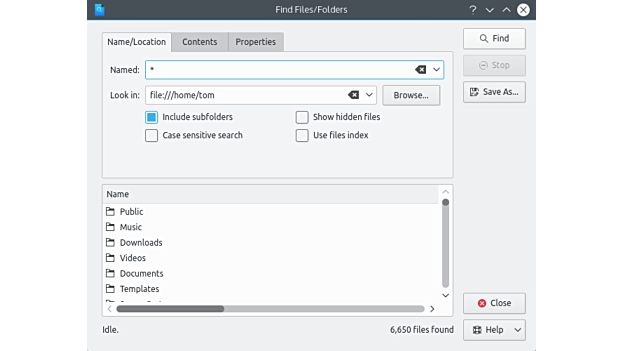 Find Files/Folders
Name/Location Contents Properties
Find
Named: *
Stop
Look in: file:///home/tom Browse...
Save As...
Include subfolders Show hidden files
Case sensitive search Use files index
Name
Public
Music
Downloads
Videos
Documents
Templates
Close
Idle. 6,650 files found
Help